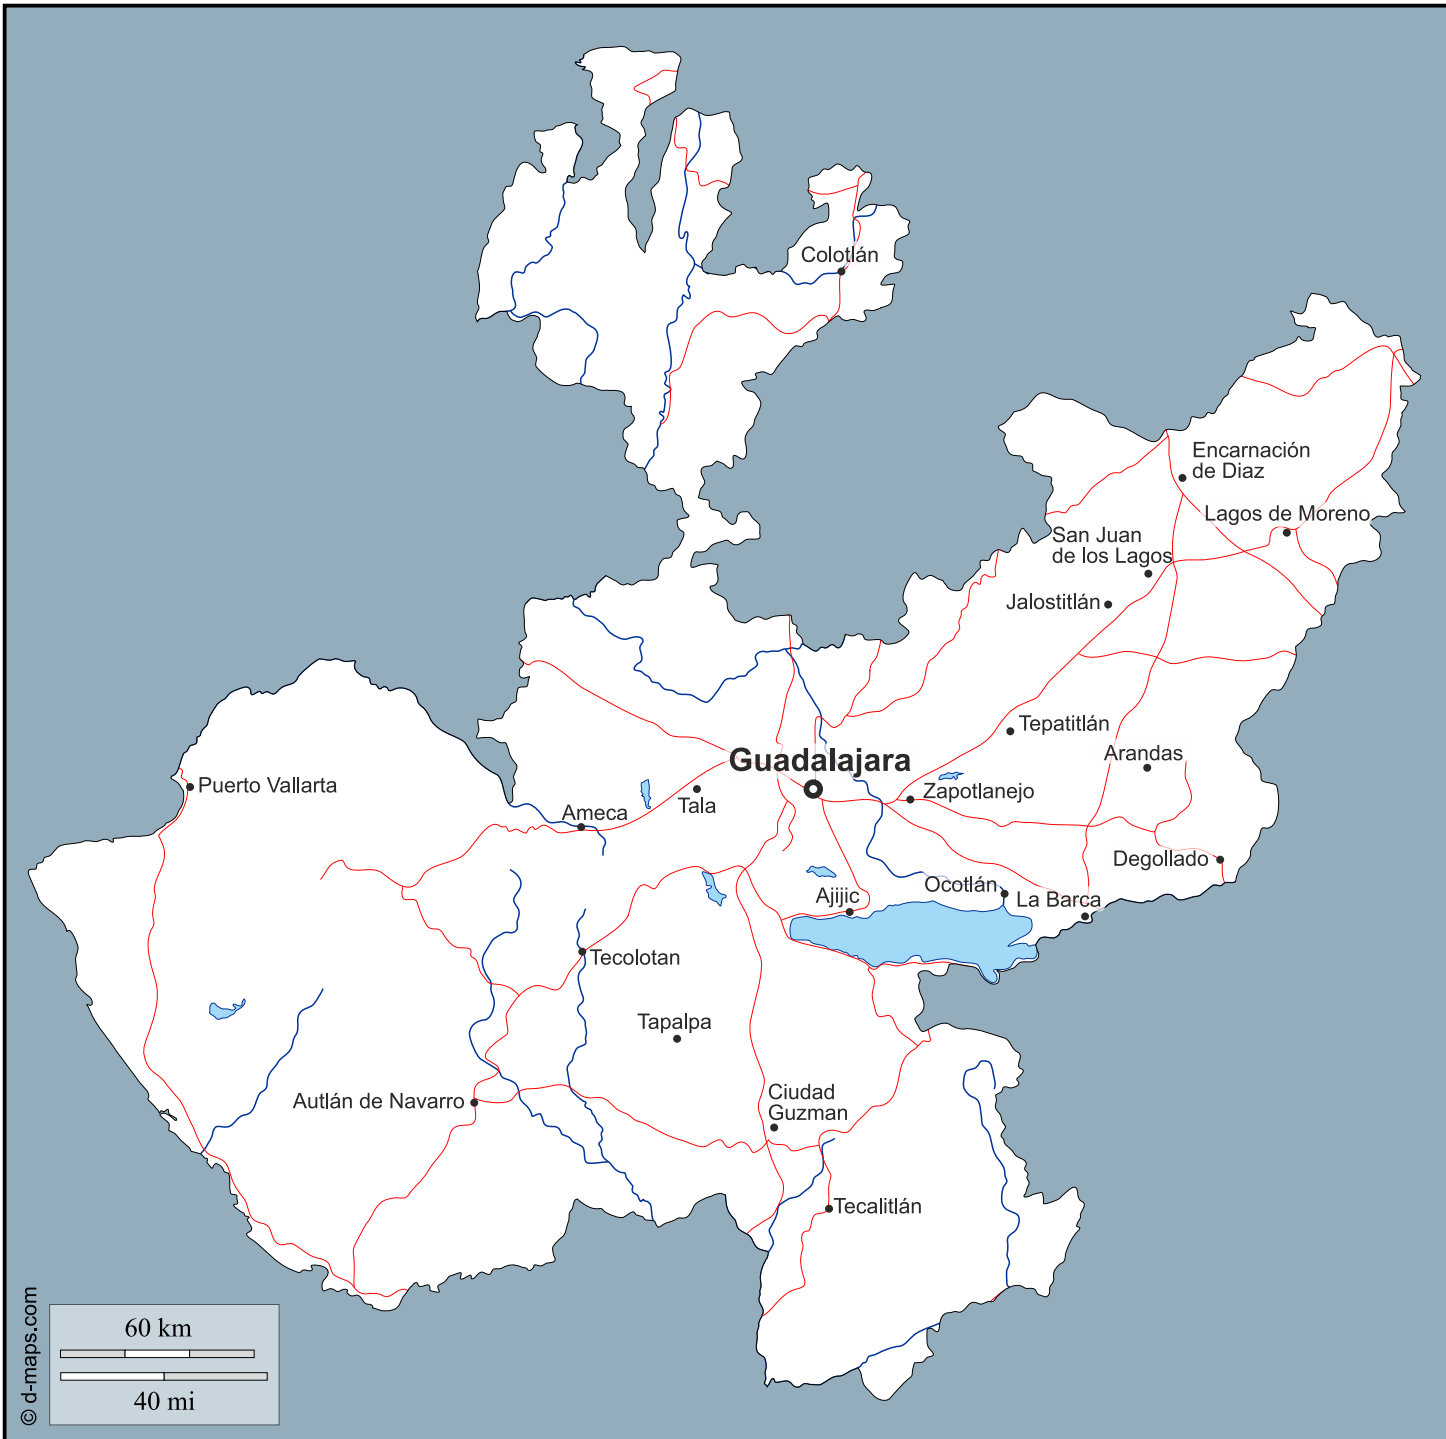 Colotlán
Encarnación
de Diaz
Lagos de Moreno
San Juan
de los Lagos
Jalostitlán
Tepatitlán
Arandas
Guadalajara
Puerto Vallarta
Zapotlanejo
Tala
Ameca
Degollado
Ocotlán
Ajijic
La Barca
Tecolotan
Tapalpa
Autlán de Navarro
Ciudad
Guzman
Tecalitlán
60 km
40 mi
© d-maps.com